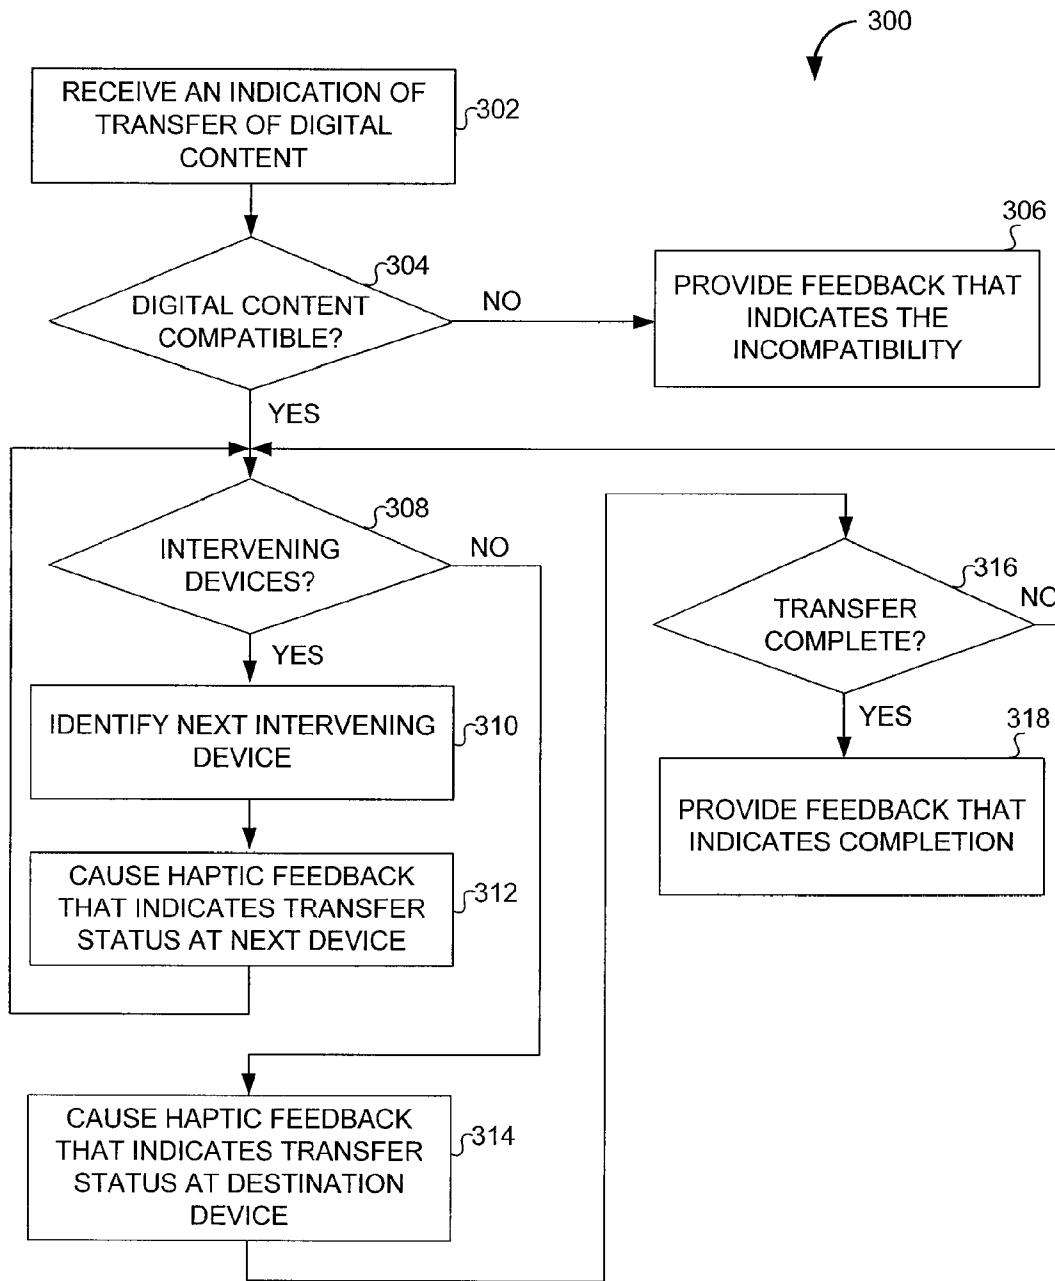 300
RECEIVE AN INDICATION OF
TRANSFER OF DIGITAL
CONTENT
302
304
DIGITAL CONTENT
COMPATIBLE?
NO
306
PROVIDE FEEDBACK THAT
INDICATES THE
INCOMPATIBILITY
YES
308
INTERVENING
DEVICES?
NO
YES
IDENTIFY NEXT INTERVENING
DEVICE
310
CAUSE HAPTIC FEEDBACK
THAT INDICATES TRANSFER
STATUS AT NEXT DEVICE
312
CAUSE HAPTIC FEEDBACK
THAT INDICATES TRANSFER
STATUS AT DESTINATION
DEVICE
314
316
TRANSFER
COMPLETE?
NO
YES
318
PROVIDE FEEDBACK THAT
INDICATES COMPLETION